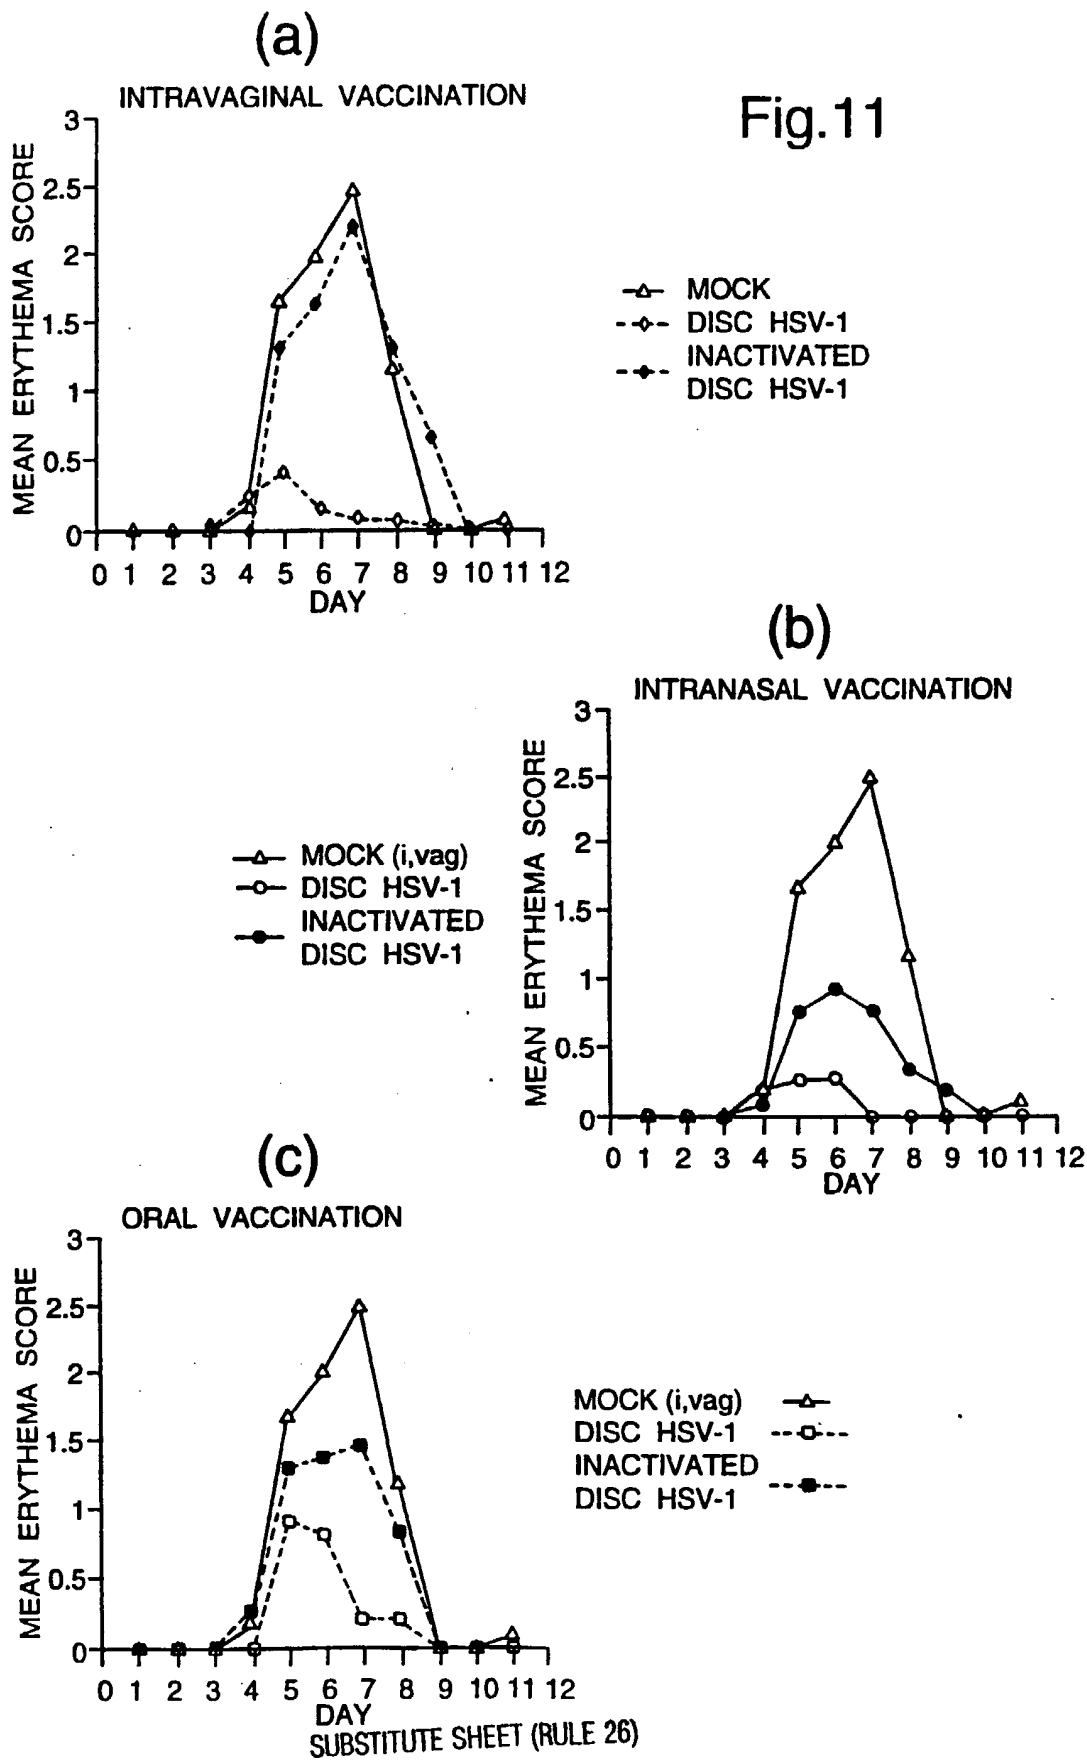 (a)
INTRAVAGINAL VACCINATION
Fig.11
MEAN ERYTHEMA SCORE
3
2.5
2
1.5
1
0.5
0
0 1 2 3 4 5 6 7 8 9 10 11 12
DAY
MOCK
DISC HSV-1
INACTIVATED
DISC HSV-1
(b)
INTRANASAL VACCINATION
MEAN ERYTHEMA SCORE
3
2.5
2
1.5
1
0.5
0
0 1 2 3 4 5 6 7 8 9 10 11 12
DAY
MOCK (i,vag)
DISC HSV-1
INACTIVATED
DISC HSV-1
(c)
ORAL VACCINATION
MEAN ERYTHEMA SCORE
3
2.5
2
1.5
1
0.5
0
0 1 2 3 4 5 6 7 8 9 10 11 12
DAY
MOCK (i,vag)
DISC HSV-1
INACTIVATED
DISC HSV-1
SUBSTITUTE SHEET (RULE 26)